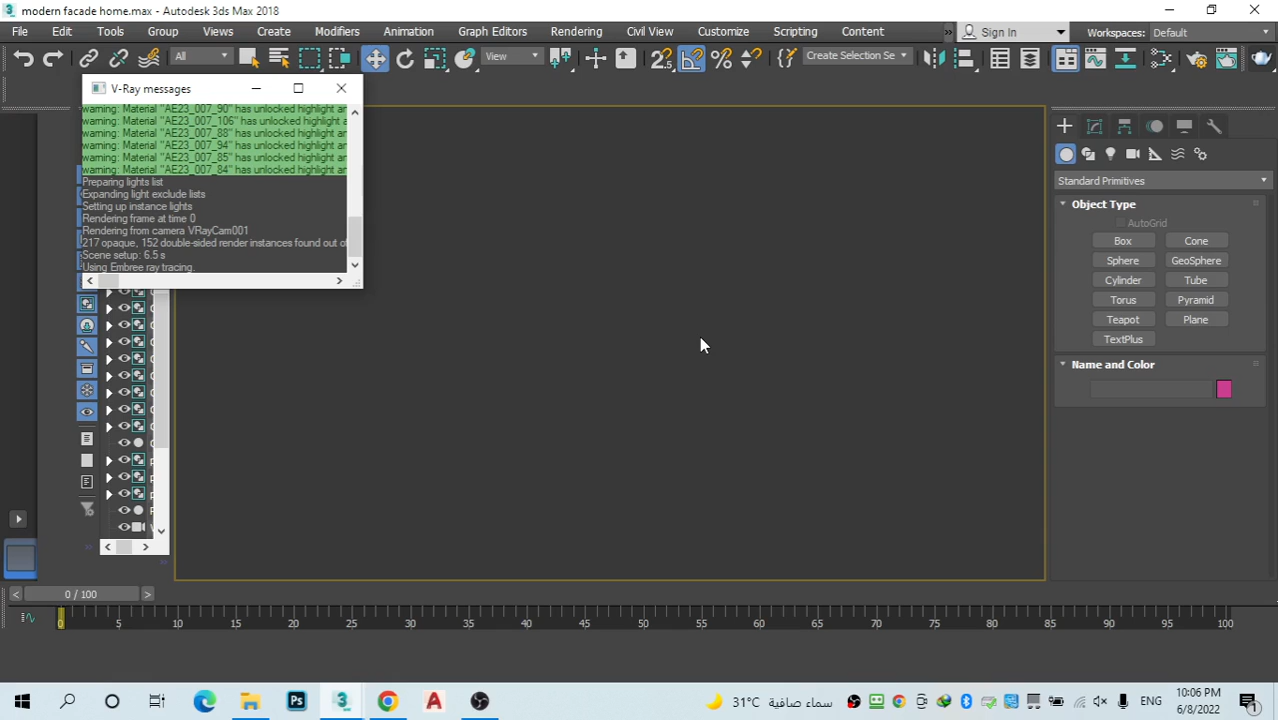 modern facade home.max - Autodesk 3ds Max 2018
File Edit Tools Group Views Create Modifiers Animation Graph Editors Rendering Civil View Customize Scripting Content » Sign In Workspaces: Default
All View Create Selection Se
V-Ray messages
warning: Material "AE23_007_90" has unlocked highlight ar
warning: Material "AE23_007_106" has unlocked highlight a
warning: Material "AE23_007_88" has unlocked highlight ar
warning: Material "AE23_007_94" has unlocked highlight ar
warning: Material "AE23_007_85" has unlocked highlight ar
warning: Material "AE23_007_84" has unlocked highlight ar
Preparing lights list
Expanding light exclude lists
Setting up instance lights
Rendering frame at time 0
Rendering from camera VRayCam001
217 opaque, 152 double-sided render instances found out of
Scene setup: 6.5 s
Using Embree ray tracing.
Standard Primitives
Object Type
AutoGrid
Box Cone
Sphere GeoSphere
Cylinder Tube
Torus Pyramid
Teapot Plane
TextPlus
Name and Color
0 / 100
0 5 10 15 20 25 30 35 40 45 50 55 60 65 70 75 80 85 90 95 100
31°C سماء صافية ENG 10:06 PM
6/8/2022